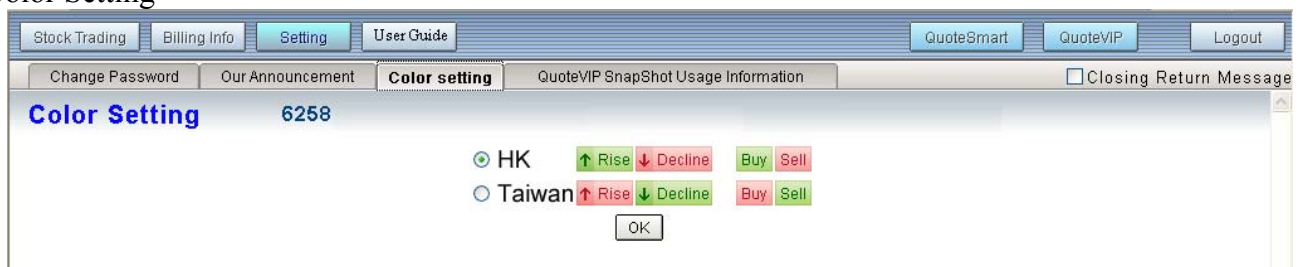 Color Setting
Stock Trading Billing Info Setting User Guide QuoteSmart QuoteVIP Logout
Change Password Our Announcement Color setting QuoteVIP SnapShot Usage Information Closing Return Message
Color Setting 6258
HK ↑ Rise ↓ Decline Buy Sell
Taiwan ↑ Rise ↓ Decline Buy Sell
OK